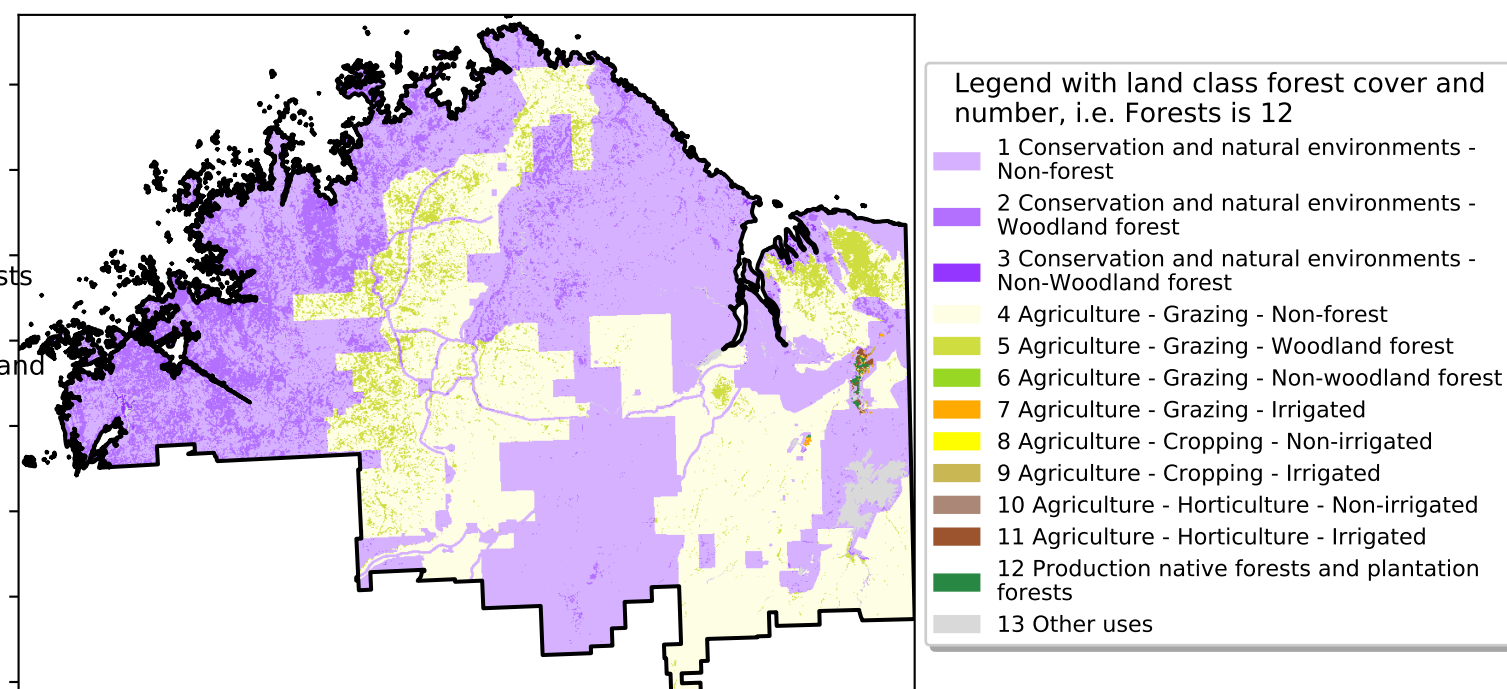 Legend with land class forest cover and
number, i.e. Forests is 12
1 Conservation and natural environments -
Non-forest
2 Conservation and natural environments -
Woodland forest
3 Conservation and natural environments -
Non-Woodland forest
4 Agriculture - Grazing - Non-forest
5 Agriculture - Grazing - Woodland forest
6 Agriculture - Grazing - Non-woodland forest
7 Agriculture - Grazing - Irrigated
8 Agriculture - Cropping - Non-irrigated
9 Agriculture - Cropping - Irrigated
10 Agriculture - Horticulture - Non-irrigated
11 Agriculture - Horticulture - Irrigated
12 Production native forests and plantation
forests
13 Other uses
sts
and